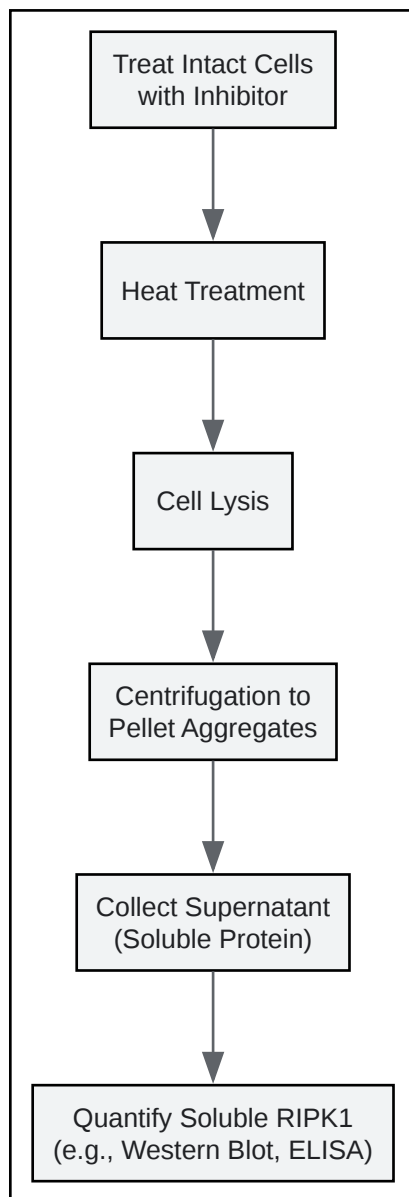 Treat Intact Cells
with Inhibitor
Heat Treatment
Cell Lysis
Centrifugation to
Pellet Aggregates
Collect Supernatant
(Soluble Protein)
Quantify Soluble RIPK1
(e.g., Western Blot, ELISA)